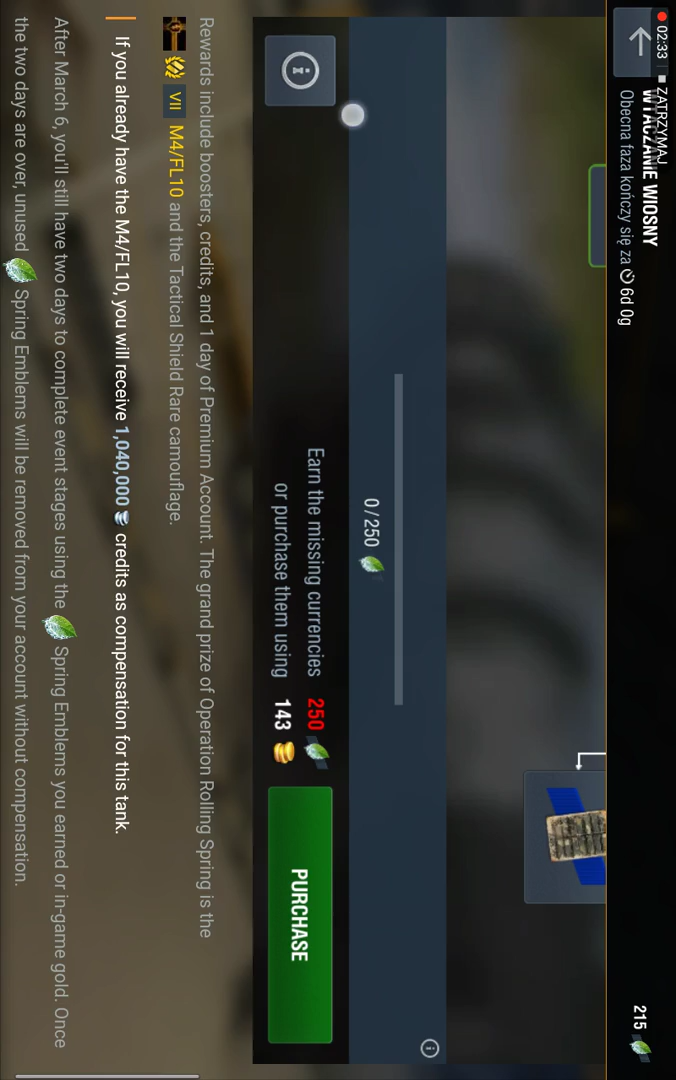 02:33
ZATRZYMAJ
WTACZANIE WIOSNY
Obecna faza kończy się za 6d 0g
215
0/250
Earn the missing currencies 250
or purchase them using 143
PURCHASE
Rewards include boosters, credits, and 1 day of Premium Account. The grand prize of Operation Rolling Spring is the
VII M4/FL10 and the Tactical Shield Rare camouflage.
If you already have the M4/FL10, you will receive 1,040,000 credits as compensation for this tank.
After March 6, you'll still have two days to complete event stages using the Spring Emblems you earned or in-game gold. Once
the two days are over, unused Spring Emblems will be removed from your account without compensation.